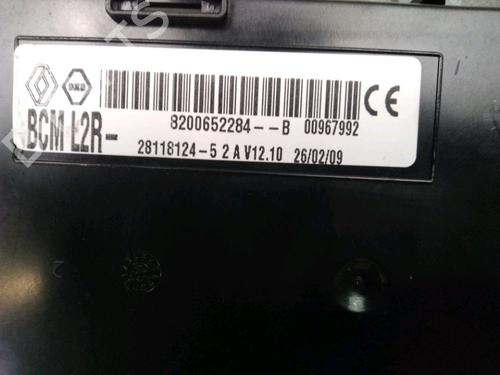 BCM L2R-
8200652284--B 00967992
28118124-5 2 A V12.10 26/02/09
CE